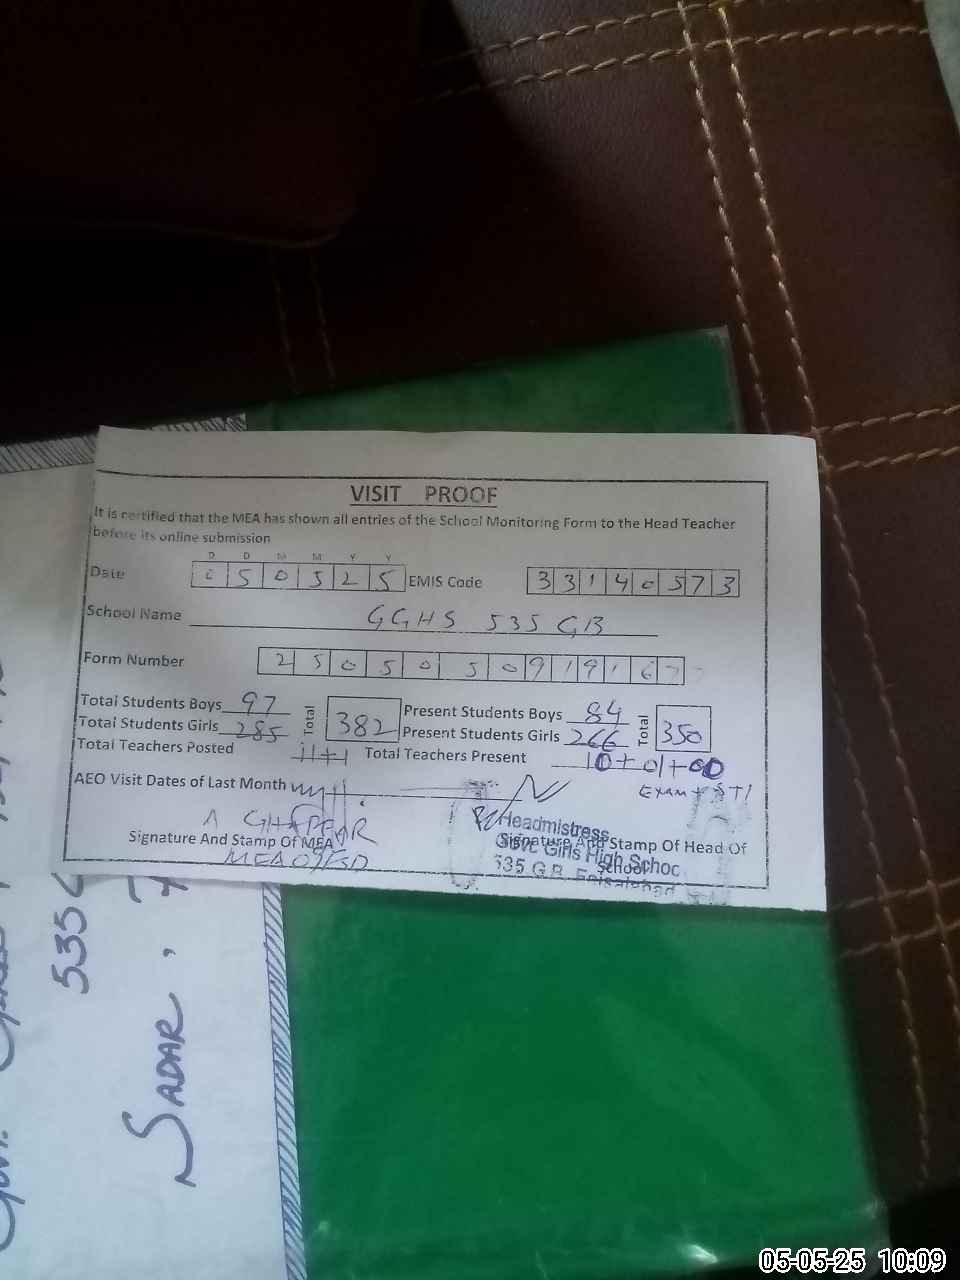 VISIT PROOF
It is certified that the MEA has shown all entries of the School Monitoring Form to the Head Teacher
before its online submission
D D M M Y Y
Date 050525 EMIS Code 33140573
School Name GGHS 535 GB
Form Number 2505050919167
Total Students Boys 97 Total 382 Present Students Boys 84 Total 350
Total Students Girls 285 Present Students Girls 266
Total Teachers Posted 11+1 Total Teachers Present 10+01+00
Exam + STI
AEO Visit Dates of Last Month
A GHAFFAR
Signature And Stamp Of MEA
MEA 09/FSD
Headmistress
Signature And Stamp Of Head Of
School
Govt. Girls High Schoo
535 G.B. Faisalabad
535
SADAR,
05-05-25 10:09